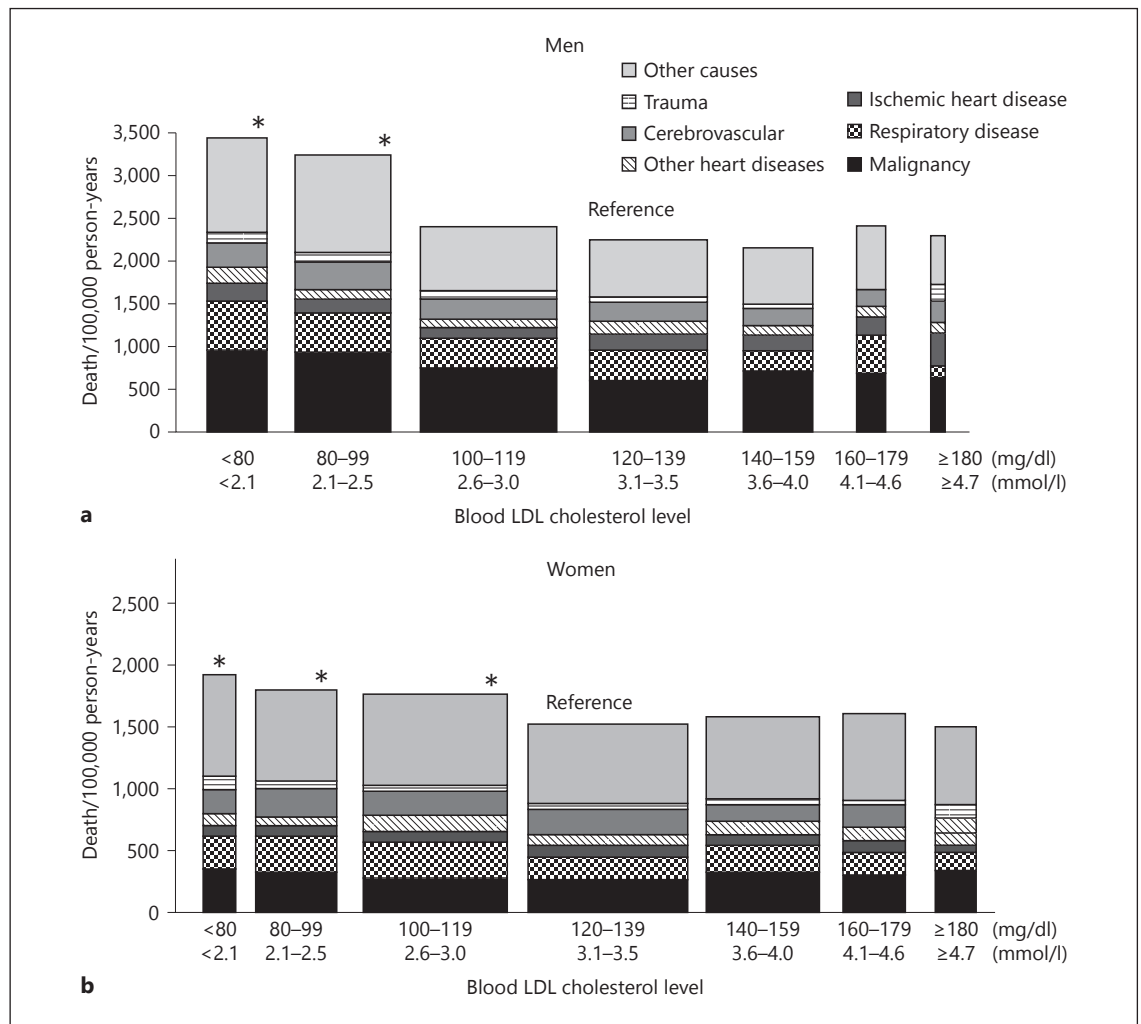 Men
Other causes
Trauma
Cerebrovascular
Other heart diseases
Ischemic heart disease
Respiratory disease
Malignancy
Death/100,000 person-years
3,500
3,000
2,500
2,000
1,500
1,000
500
0
*
*
Reference
<80 80–99 100–119 120–139 140–159 160–179 ≥180 (mg/dl)
<2.1 2.1–2.5 2.6–3.0 3.1–3.5 3.6–4.0 4.1–4.6 ≥4.7 (mmol/l)
a Blood LDL cholesterol level
Women
Death/100,000 person-years
2,500
2,000
1,500
1,000
500
0
*
*
*
Reference
<80 80–99 100–119 120–139 140–159 160–179 ≥180 (mg/dl)
<2.1 2.1–2.5 2.6–3.0 3.1–3.5 3.6–4.0 4.1–4.6 ≥4.7 (mmol/l)
b Blood LDL cholesterol level